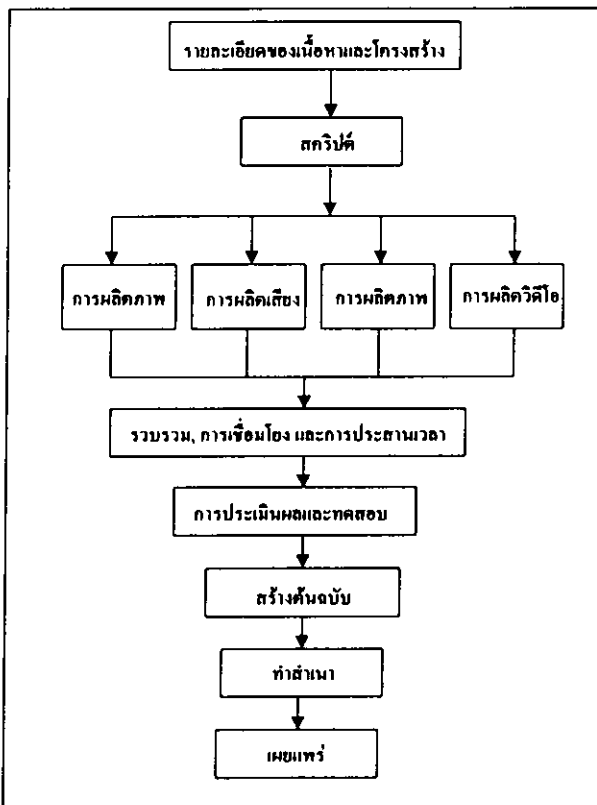 รายละเอียดของเนื้อหาและโครงสร้าง
สคริปต์
การผลิตภาพ
การผลิตเสียง
การผลิตภาพ
การผลิตวิดีโอ
รวบรวม, การเชื่อมโยง และการประสานเวลา
การประเมินผลและทดสอบ
สร้างต้นฉบับ
ทำสำเนา
เผยแพร่